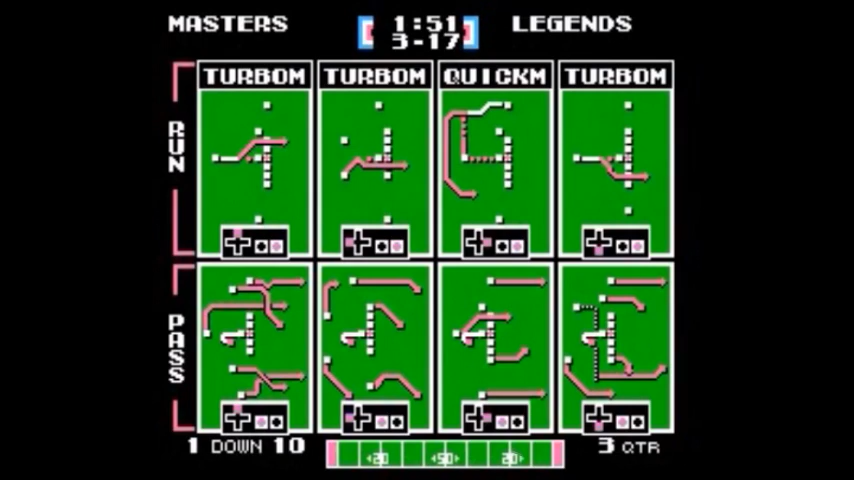 MASTERS 1:51 LEGENDS
3-17
TURBOM TURBOM QUICKM TURBOM
RUN
PASS
1 DOWN 10 3 QTR
◂20 ◂50▸ 20▸